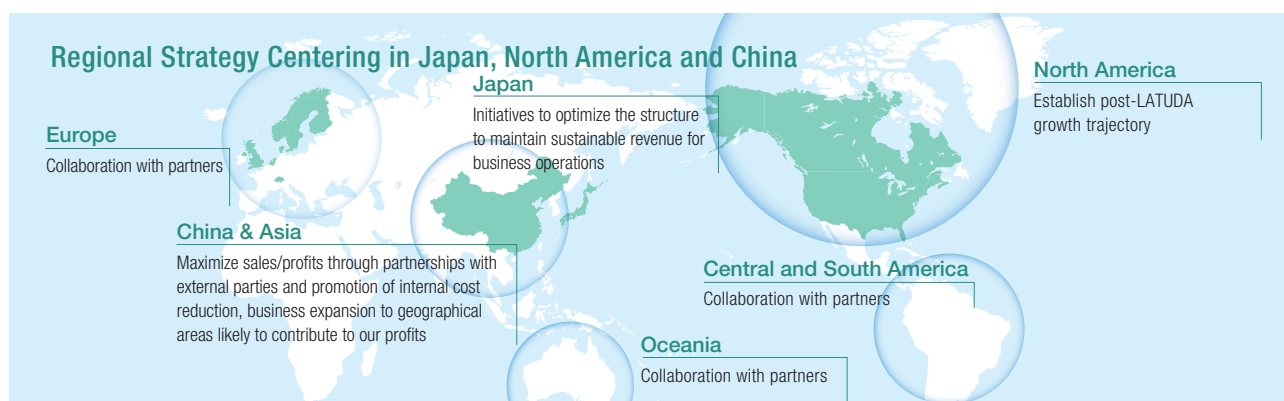 Regional Strategy Centering in Japan, North America and China
Europe
Collaboration with partners
Japan
Initiatives to optimize the structure
to maintain sustainable revenue for
business operations
North America
Establish post-LATUDA
growth trajectory
China & Asia
Maximize sales/profits through partnerships with
external parties and promotion of internal cost
reduction, business expansion to geographical
areas likely to contribute to our profits
Central and South America
Collaboration with partners
Oceania
Collaboration with partners